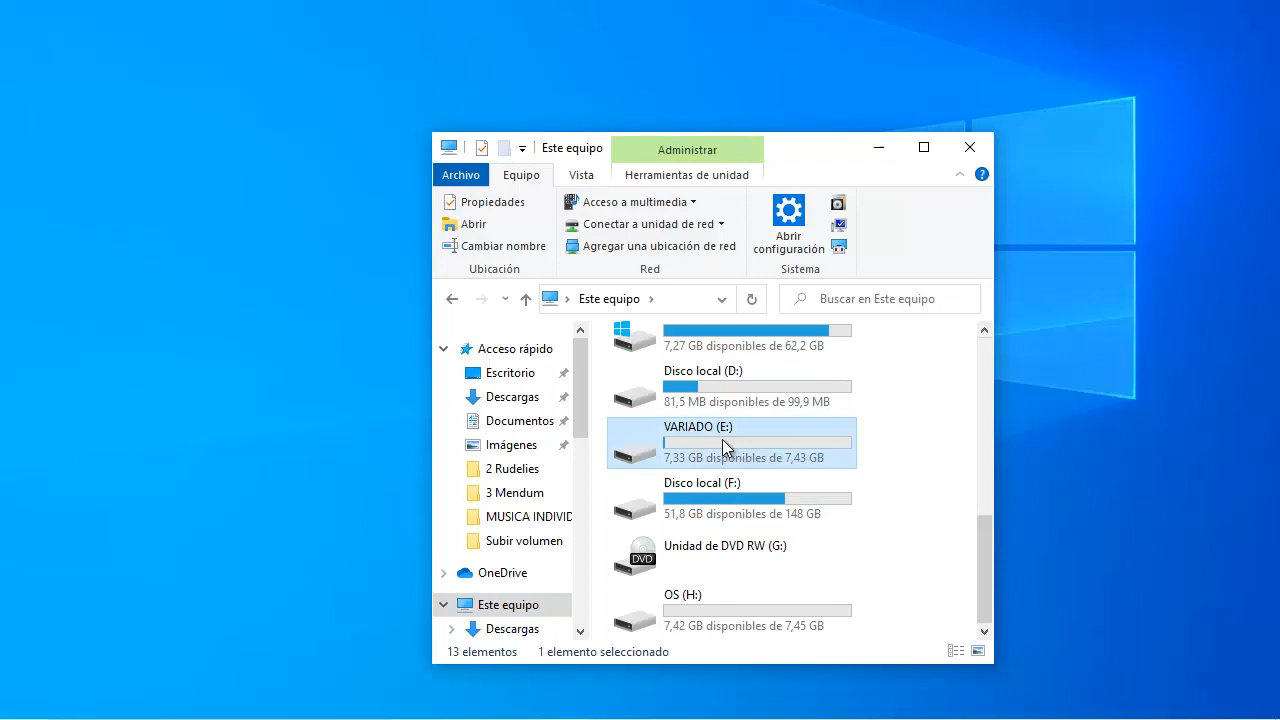 Este equipo
Administrar
Archivo
Equipo
Vista
Herramientas de unidad
Propiedades
Abrir
Cambiar nombre
Ubicación
Acceso a multimedia
Conectar a unidad de red
Agregar una ubicación de red
Red
Abrir
configuración
Sistema
Este equipo
Buscar en Este equipo
Acceso rápido
Escritorio
Descargas
Documentos
Imágenes
2 Rudelies
3 Mendum
MUSICA INDIVID
Subir volumen
OneDrive
Este equipo
Descargas
7,27 GB disponibles de 62,2 GB
Disco local (D:)
81,5 MB disponibles de 99,9 MB
VARIADO (E:)
7,33 GB disponibles de 7,43 GB
Disco local (F:)
51,8 GB disponibles de 148 GB
DVD
Unidad de DVD RW (G:)
OS (H:)
7,42 GB disponibles de 7,45 GB
13 elementos
1 elemento seleccionado